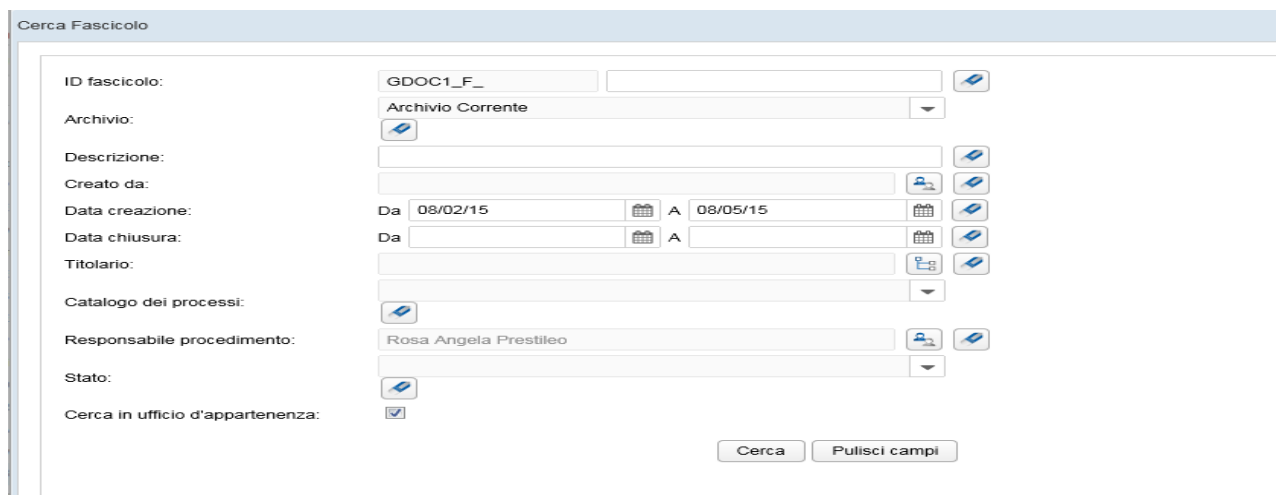 Cerca Fascicolo
ID fascicolo: GDOC1_F_
Archivio: Archivio Corrente
Descrizione:
Creato da:
Data creazione: Da 08/02/15 A 08/05/15
Data chiusura: Da A
Titolario:
Catalogo dei processi:
Responsabile procedimento: Rosa Angela Prestileo
Stato:
Cerca in ufficio d'appartenenza:
Cerca Pulisci campi